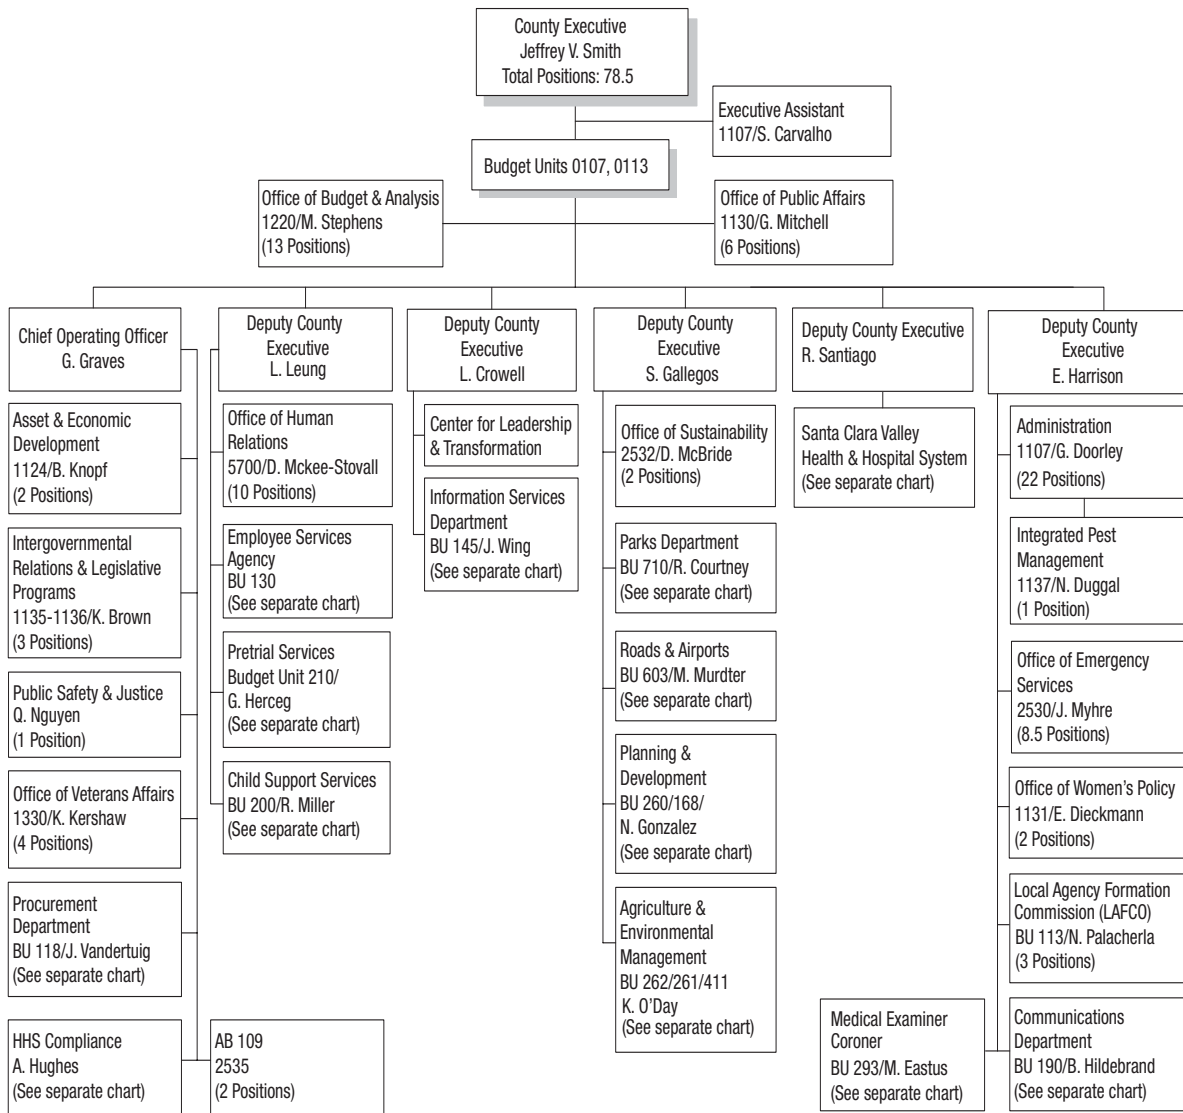 County Executive
Jeffrey V. Smith
Total Positions: 78.5
Executive Assistant
1107/S. Carvalho
Budget Units 0107, 0113
Office of Budget & Analysis
1220/M. Stephens
(13 Positions)
Office of Public Affairs
1130/G. Mitchell
(6 Positions)
Chief Operating Officer
G. Graves
Deputy County
Executive
L. Leung
Deputy County
Executive
L. Crowell
Deputy County
Executive
S. Gallegos
Deputy County Executive
R. Santiago
Deputy County
Executive
E. Harrison
Asset & Economic
Development
1124/B. Knopf
(2 Positions)
Intergovernmental
Relations & Legislative
Programs
1135-1136/K. Brown
(3 Positions)
Public Safety & Justice
Q. Nguyen
(1 Position)
Office of Veterans Affairs
1330/K. Kershaw
(4 Positions)
Procurement
Department
BU 118/J. Vandertuig
(See separate chart)
HHS Compliance
A. Hughes
(See separate chart)
AB 109
2535
(2 Positions)
Office of Human
Relations
5700/D. Mckee-Stovall
(10 Positions)
Employee Services
Agency
BU 130
(See separate chart)
Pretrial Services
Budget Unit 210/
G. Herceg
(See separate chart)
Child Support Services
BU 200/R. Miller
(See separate chart)
Center for Leadership
& Transformation
Information Services
Department
BU 145/J. Wing
(See separate chart)
Office of Sustainability
2532/D. McBride
(2 Positions)
Parks Department
BU 710/R. Courtney
(See separate chart)
Roads & Airports
BU 603/M. Murdter
(See separate chart)
Planning &
Development
BU 260/168/
N. Gonzalez
(See separate chart)
Agriculture &
Environmental
Management
BU 262/261/411
K. O'Day
(See separate chart)
Santa Clara Valley
Health & Hospital System
(See separate chart)
Administration
1107/G. Doorley
(22 Positions)
Integrated Pest
Management
1137/N. Duggal
(1 Position)
Office of Emergency
Services
2530/J. Myhre
(8.5 Positions)
Office of Women's Policy
1131/E. Dieckmann
(2 Positions)
Local Agency Formation
Commission (LAFCO)
BU 113/N. Palacherla
(3 Positions)
Medical Examiner
Coroner
BU 293/M. Eastus
(See separate chart)
Communications
Department
BU 190/B. Hildebrand
(See separate chart)